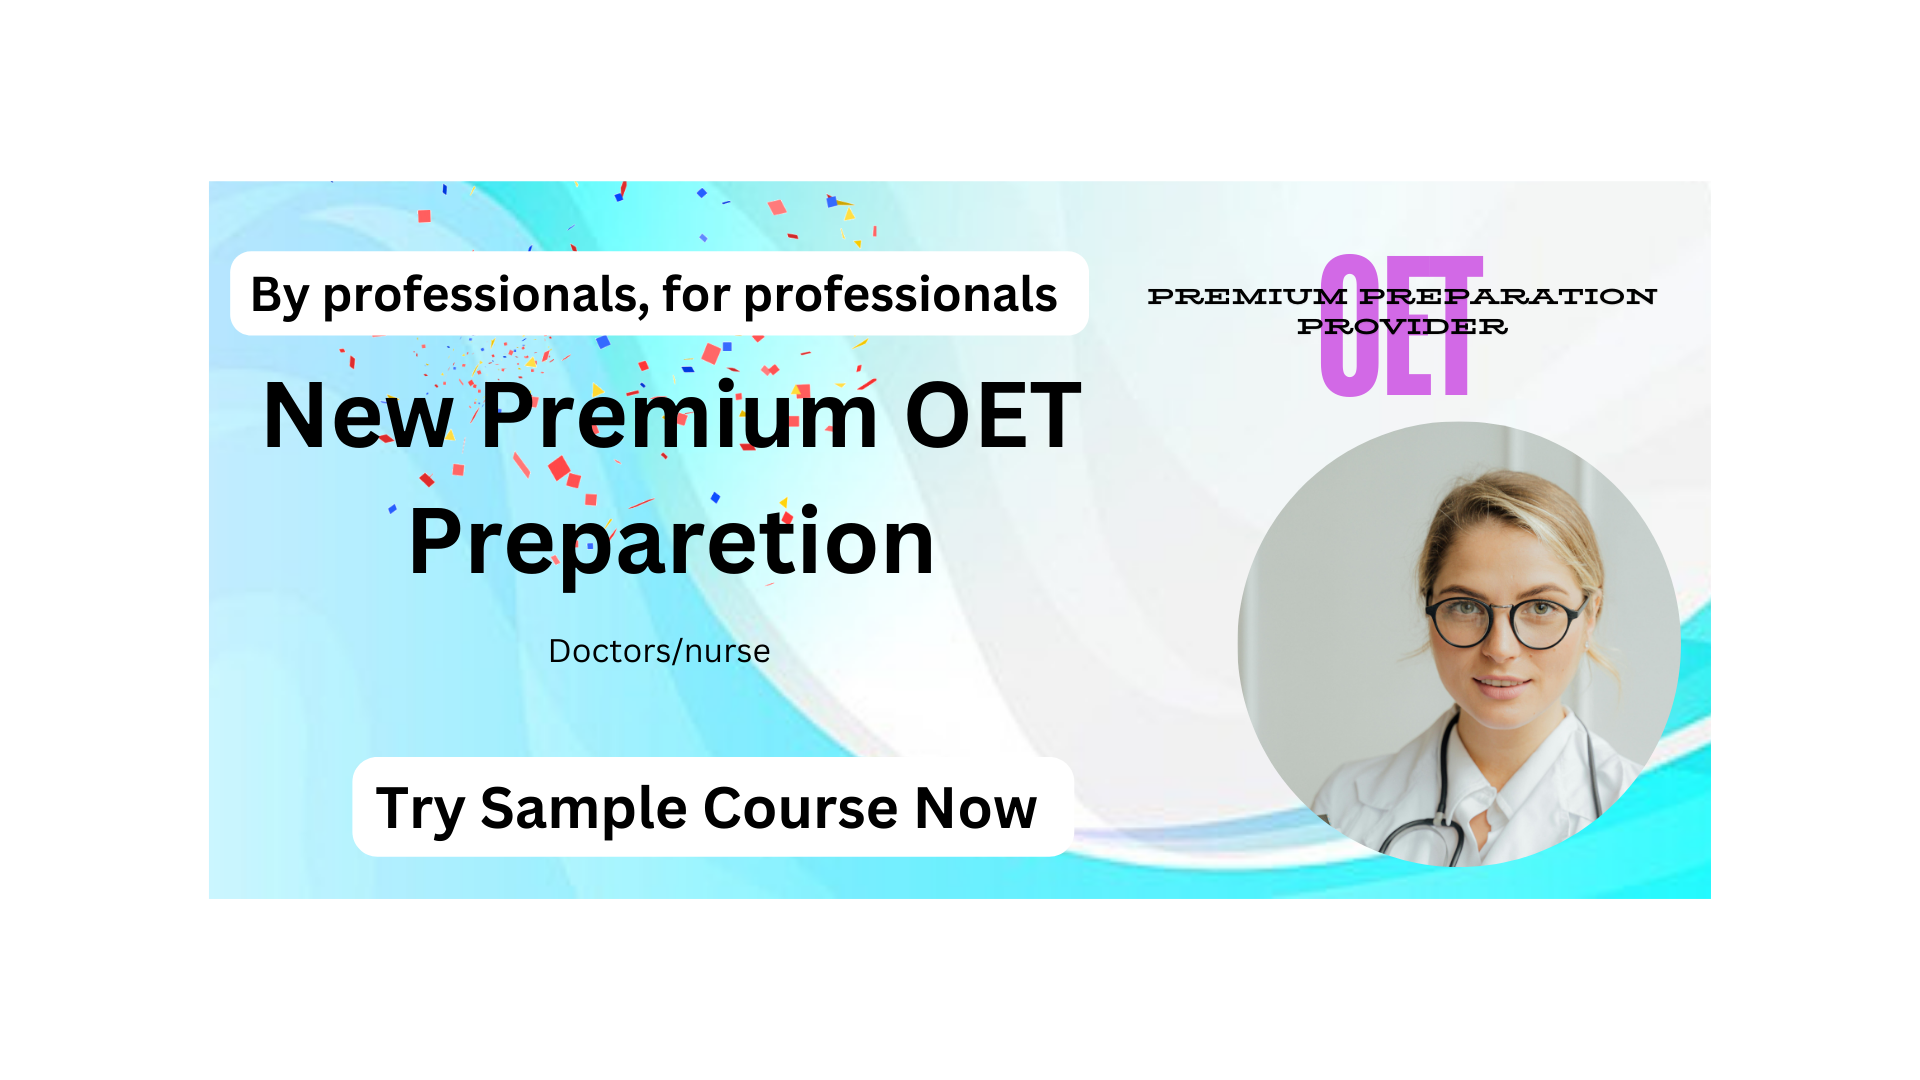 By professionals, for professionals
New Premium OET
Preparetion
Doctors/nurse
Try Sample Course Now
OET
PREMIUM PREPARATION
PROVIDER